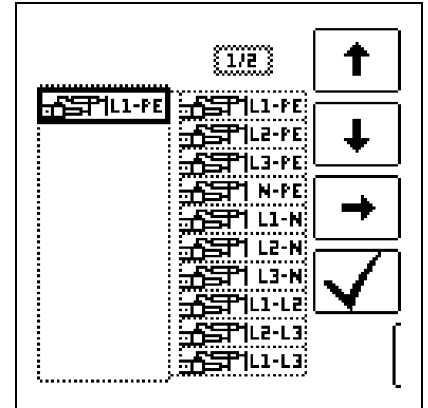 1/2
L1-PE
L1-PE
L2-PE
L3-PE
N-PE
L1-N
L2-N
L3-N
L1-L2
L2-L3
L1-L3